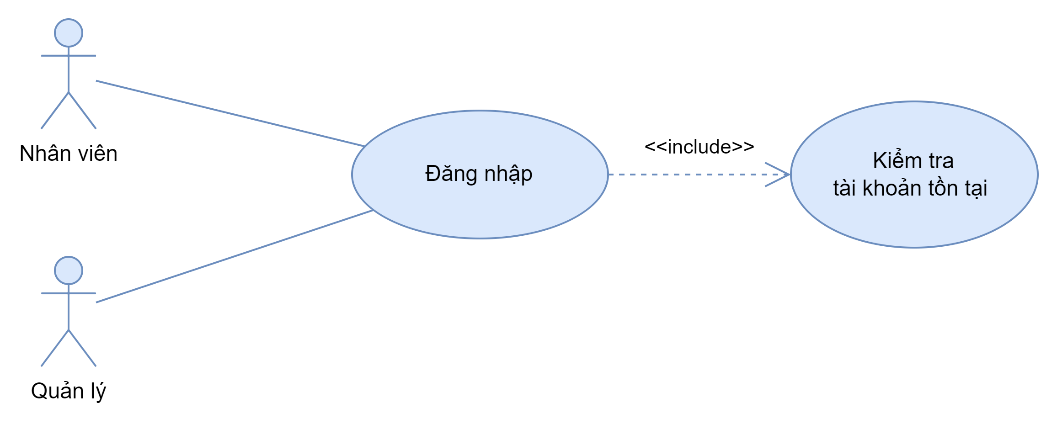 Nhân viên
Đăng nhập
<<include>>
Kiểm tra
tài khoản tồn tại
Quản lý